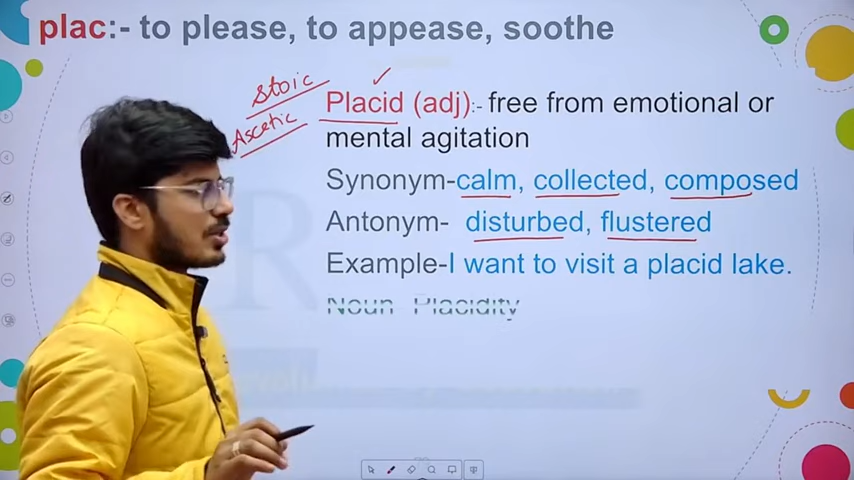 plac:- to please, to appease, soothe
Stoic
Ascetic
Placid (adj):- free from emotional or
mental agitation
Synonym-calm, collected, composed
Antonym- disturbed, flustered
Example-I want to visit a placid lake.
Noun Placidity